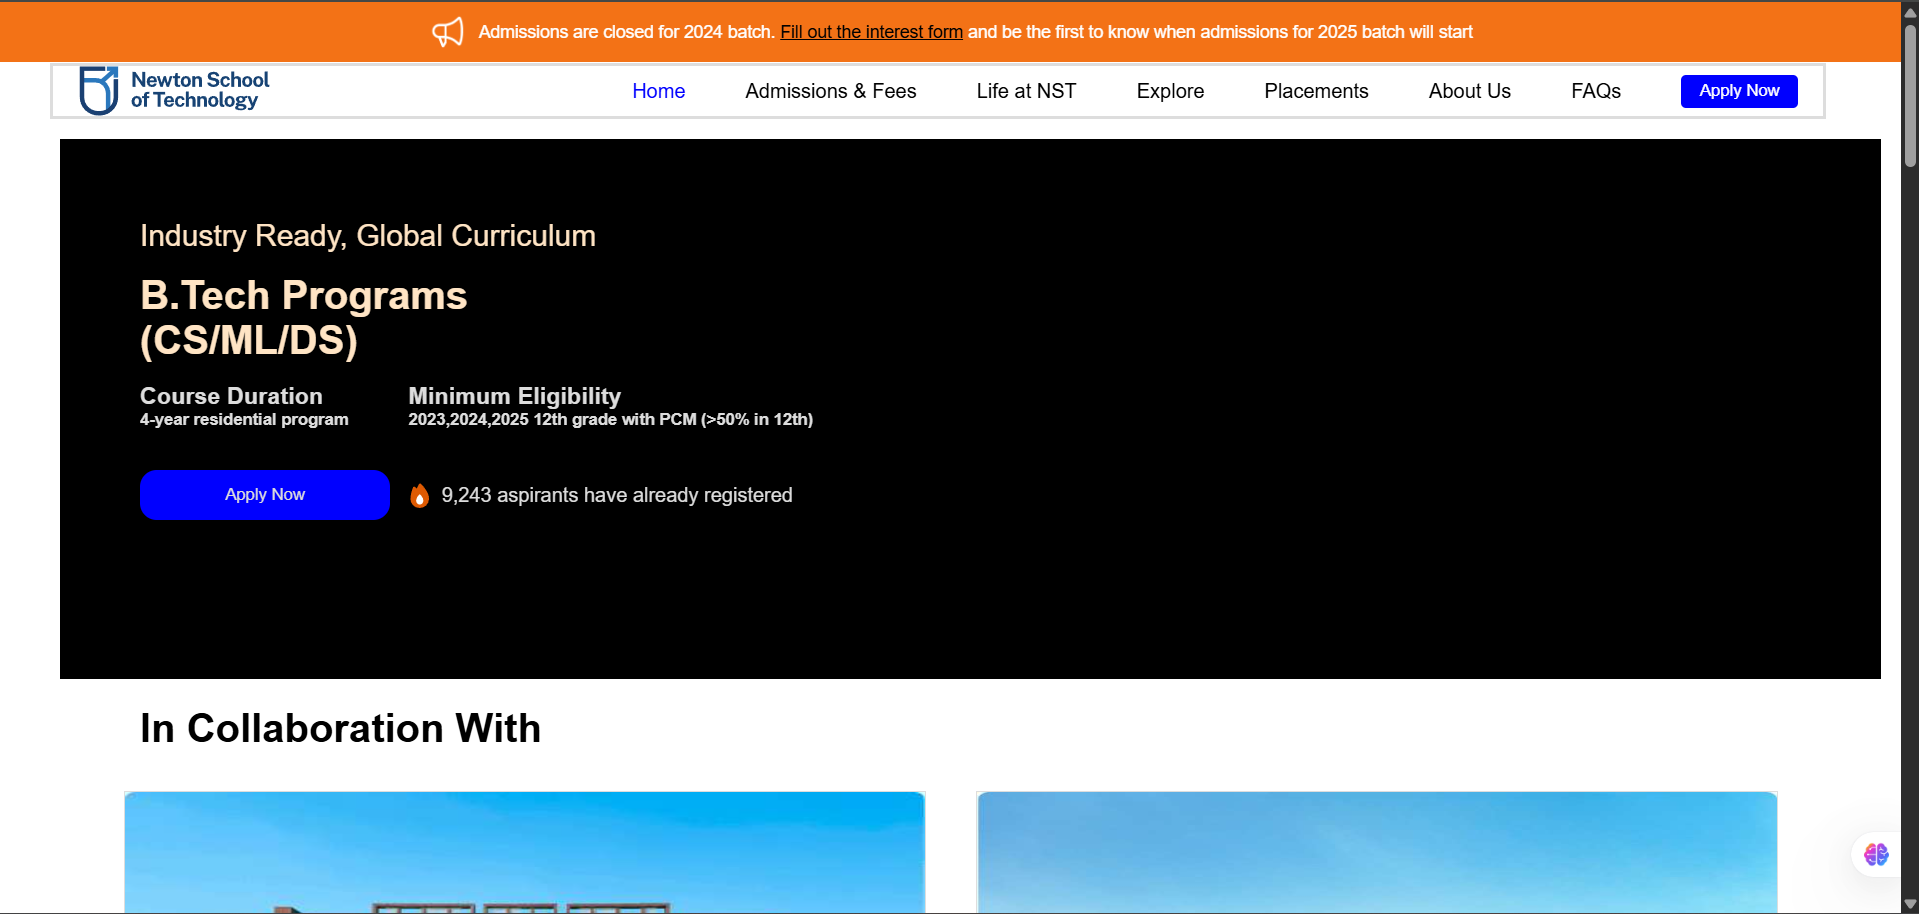 Admissions are closed for 2024 batch. Fill out the interest form and be the first to know when admissions for 2025 batch will start
Newton School
of Technology
Home
Admissions & Fees
Life at NST
Explore
Placements
About Us
FAQs
Apply Now
Industry Ready, Global Curriculum
B.Tech Programs
(CS/ML/DS)
Course Duration
4-year residential program
Minimum Eligibility
2023,2024,2025 12th grade with PCM (>50% in 12th)
Apply Now
9,243 aspirants have already registered
In Collaboration With